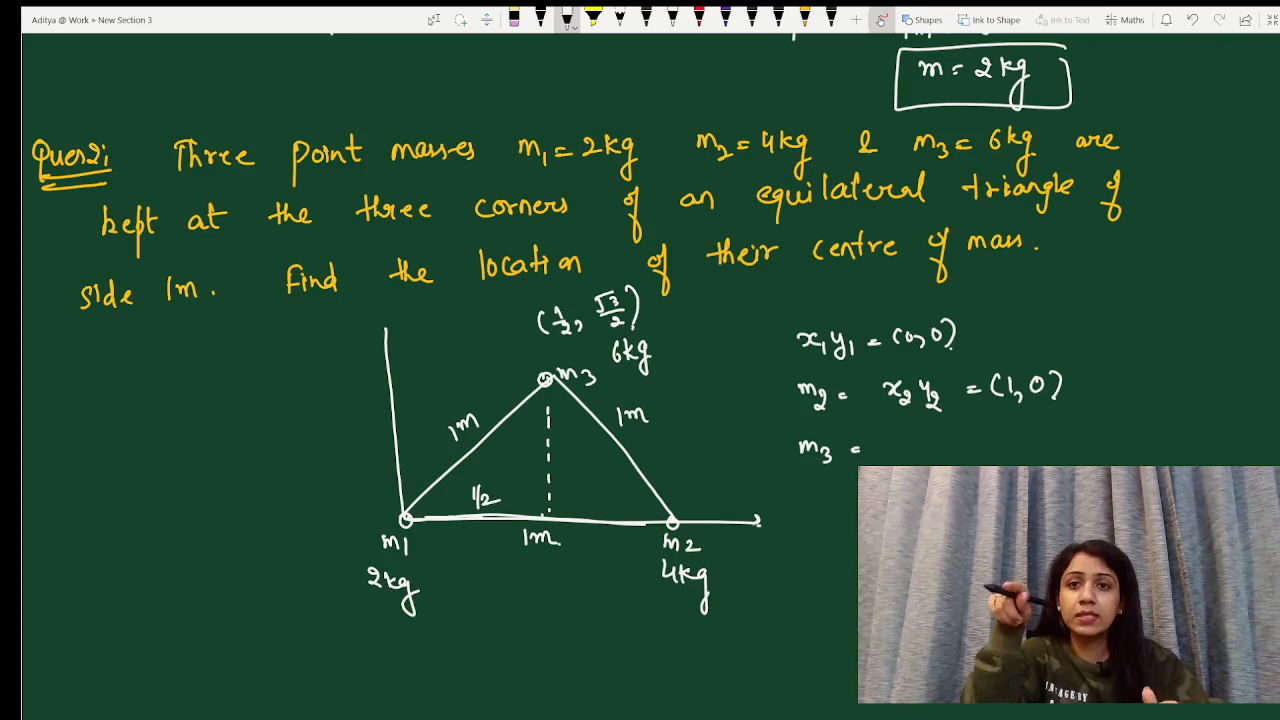 Aditya @ Work » New Section 3
Shapes
Ink to Shape
Ink to Text
Maths
m = 2kg
Ques2: Three point masses m₁ = 2kg m₂ = 4kg & m₃ = 6kg are
kept at the three corners of an equilateral triangle of
side 1m. Find the location of their centre of mass.
(1/2, √3/2)
6kg
m3
1m
1m
1/2
m1
1m.
m2
2kg
4kg
x₁y₁ = (0,0)
m₂ = x₂y₂ = (1,0)
m₃ =